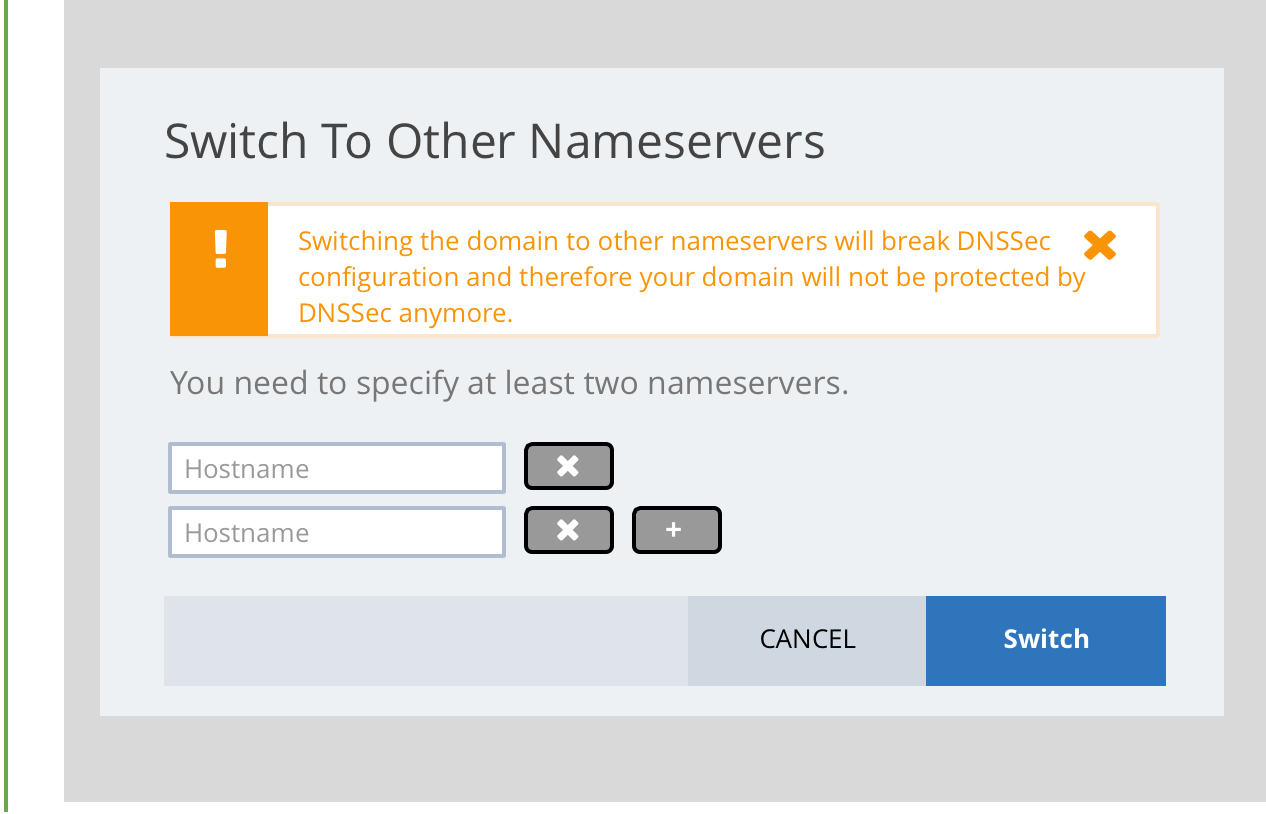 Switch To Other Nameservers
!
Switching the domain to other nameservers will break DNSSec
configuration and therefore your domain will not be protected by
DNSSec anymore.
You need to specify at least two nameservers.
Hostname
Hostname
+
CANCEL
Switch